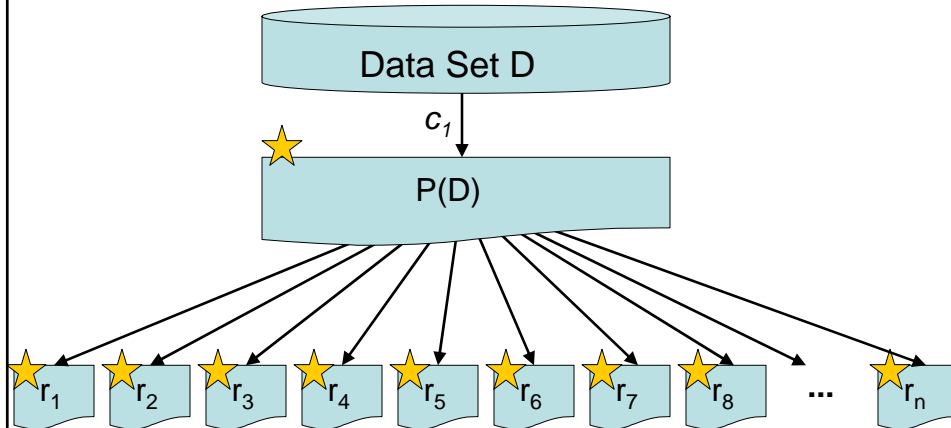 Data Set D
c₁
P(D)
r₁ r₂ r₃ r₄ r₅ r₆ r₇ r₈ ... rₙ